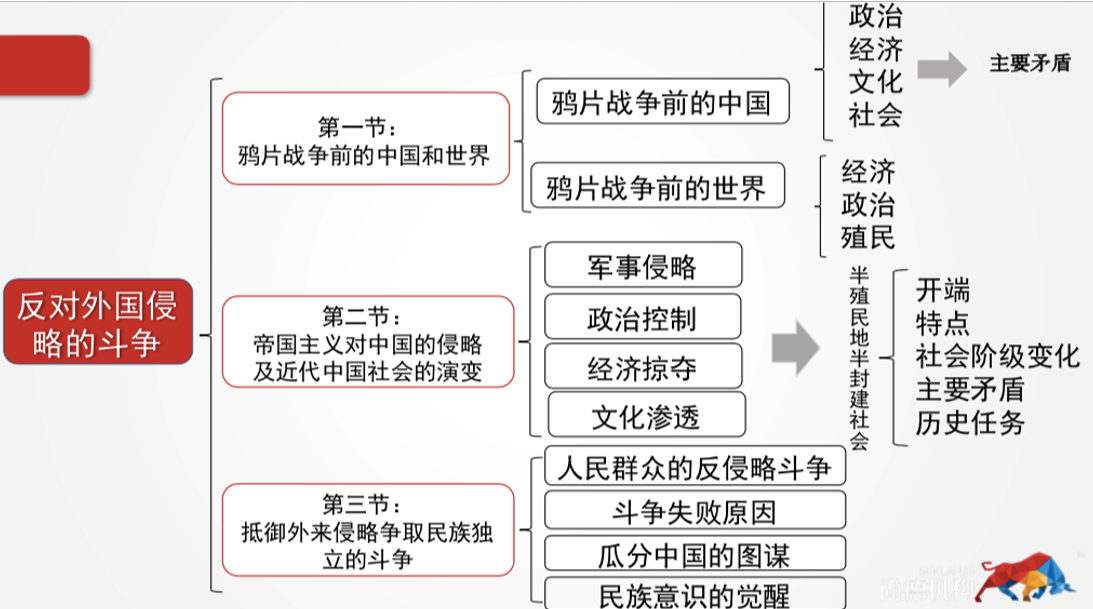 反对外国侵
略的斗争
第一节：
鸦片战争前的中国和世界
鸦片战争前的中国
政治
经济
文化
社会
主要矛盾
鸦片战争前的世界
经济
政治
殖民
第二节：
帝国主义对中国的侵略
及近代中国社会的演变
军事侵略
政治控制
经济掠夺
文化渗透
半殖民地半封建社会
开端
特点
社会阶级变化
主要矛盾
历史任务
第三节：
抵御外来侵略争取民族独
立的斗争
人民群众的反侵略斗争
斗争失败原因
瓜分中国的图谋
民族意识的觉醒
尚德机构